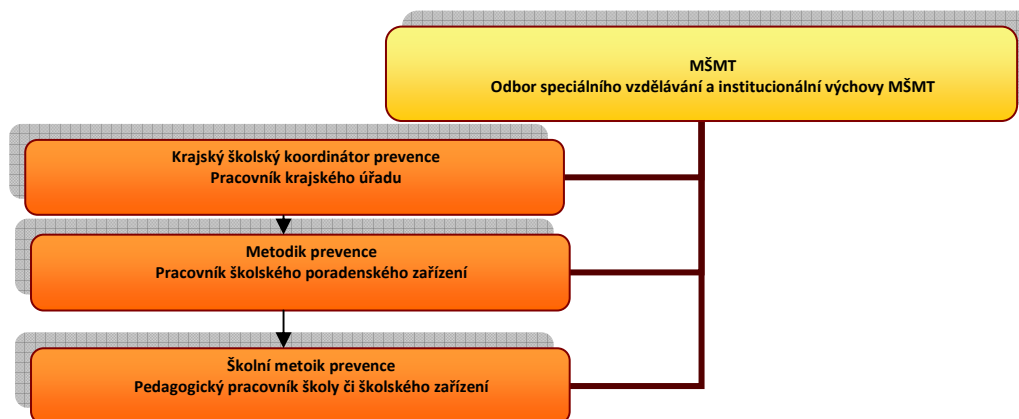 MŠMT
Odbor speciálního vzdělávání a institucionální výchovy MŠMT
Krajský školský koordinátor prevence
Pracovník krajského úřadu
Metodik prevence
Pracovník školského poradenského zařízení
Školní metoik prevence
Pedagogický pracovník školy či školského zařízení